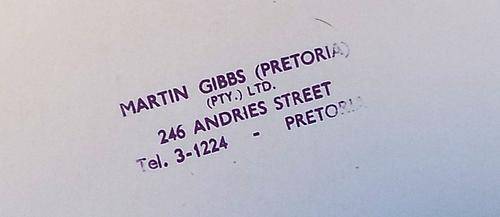 MARTIN GIBBS (PRETORIA)
(PTY.) LTD.
246 ANDRIES STREET
Tel. 3-1224 - PRETORIA